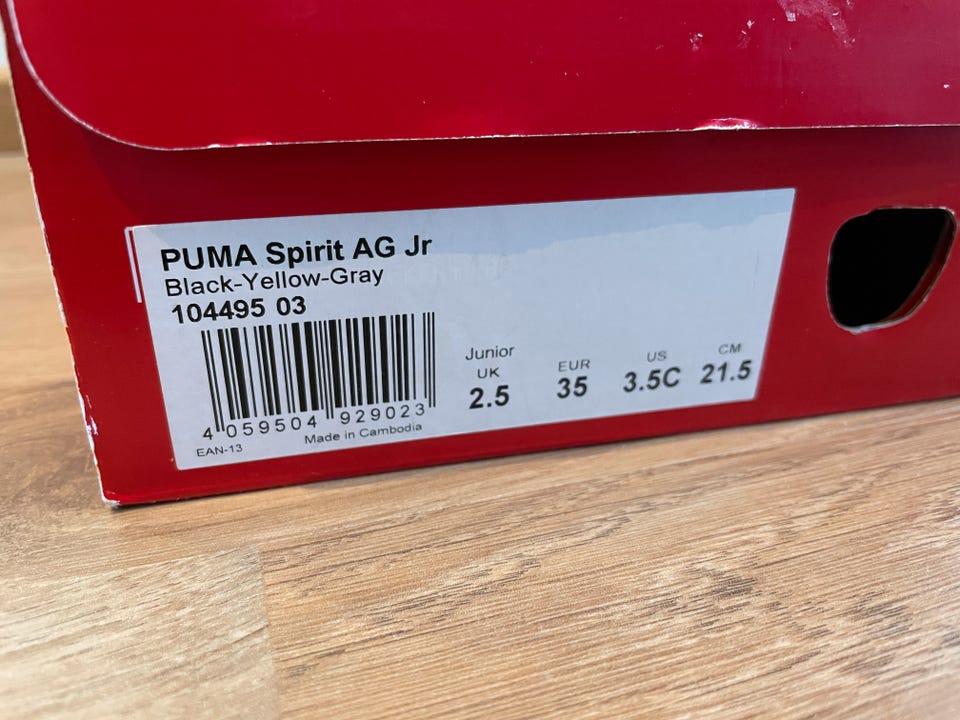 PUMA Spirit AG Jr
Black-Yellow-Gray
104495 03
4 059504 929023
EAN-13
Made in Cambodia
Junior
UK EUR US CM
2.5 35 3.5C 21.5